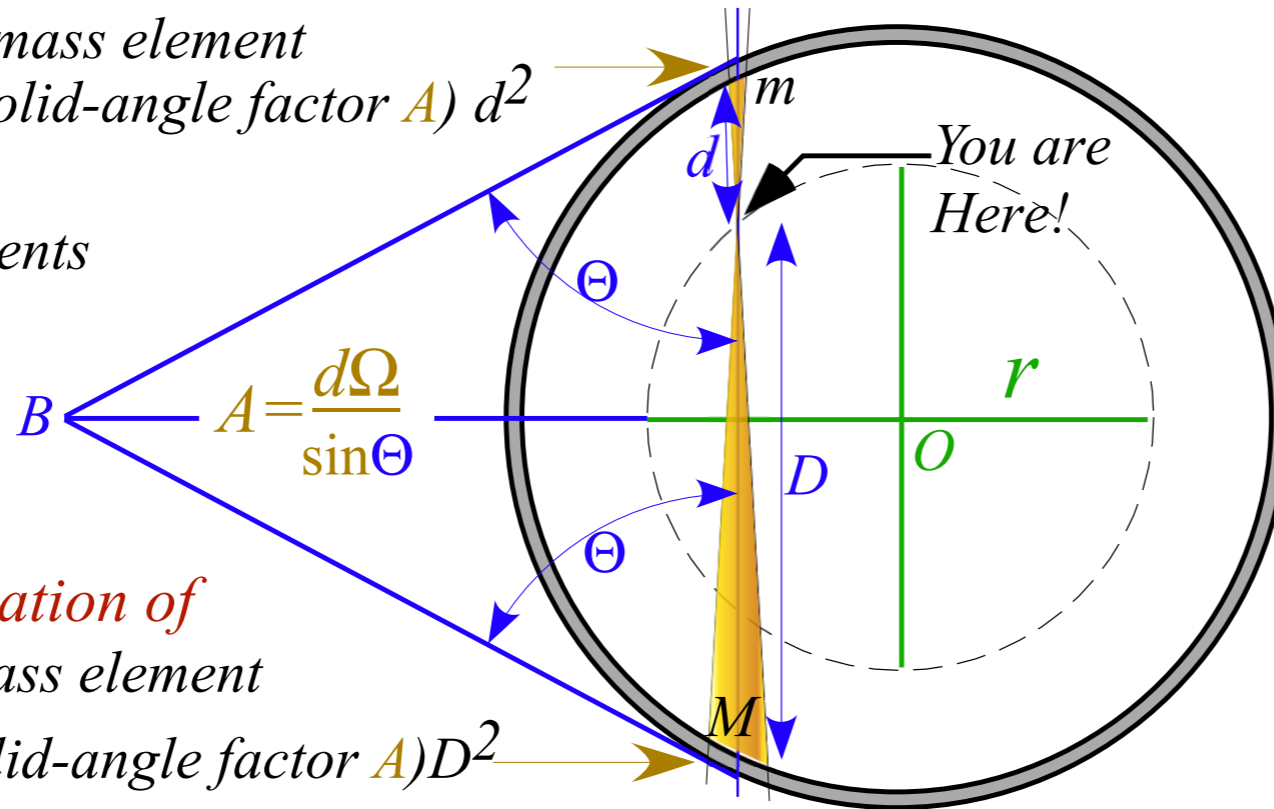 mass element
olid-angle factor A) d²
m
d
You are
Here!
ents
Θ
r
B
A = dΩ / sinΘ
O
D
Θ
ation of
ass element
M
lid-angle factor A)D²